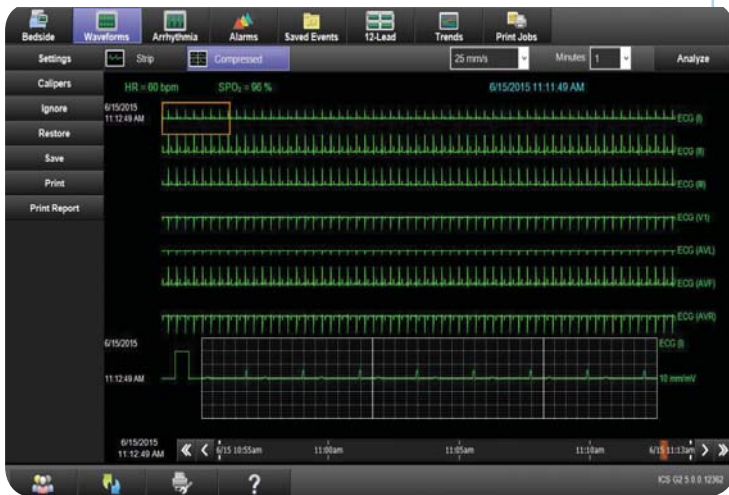 Bedside Waveforms Arrhythmia Alarms Saved Events 12-Lead Trends Print Jobs
Settings Strip Compressed 25 mm/s Minutes 1 Analyze
Calipers
HR = 60 bpm SPO₂ = 96 % 6/15/2015 11:11:49 AM
Ignore
6/15/2015
11:12:49 AM
ECG (I)
Restore
ECG (II)
Save
Print
ECG (III)
Print Report
ECG (V1)
ECG (AVL)
ECG (AVF)
ECG (AVR)
6/15/2015 ECG (I)
11:12:49 AM 10 mm/mV
6/15/2015
11:12:49 AM
6/15 10:55am 11:00am 11:05am 11:10am 6/15 11:13am
ICS G2 5.0.0.12362